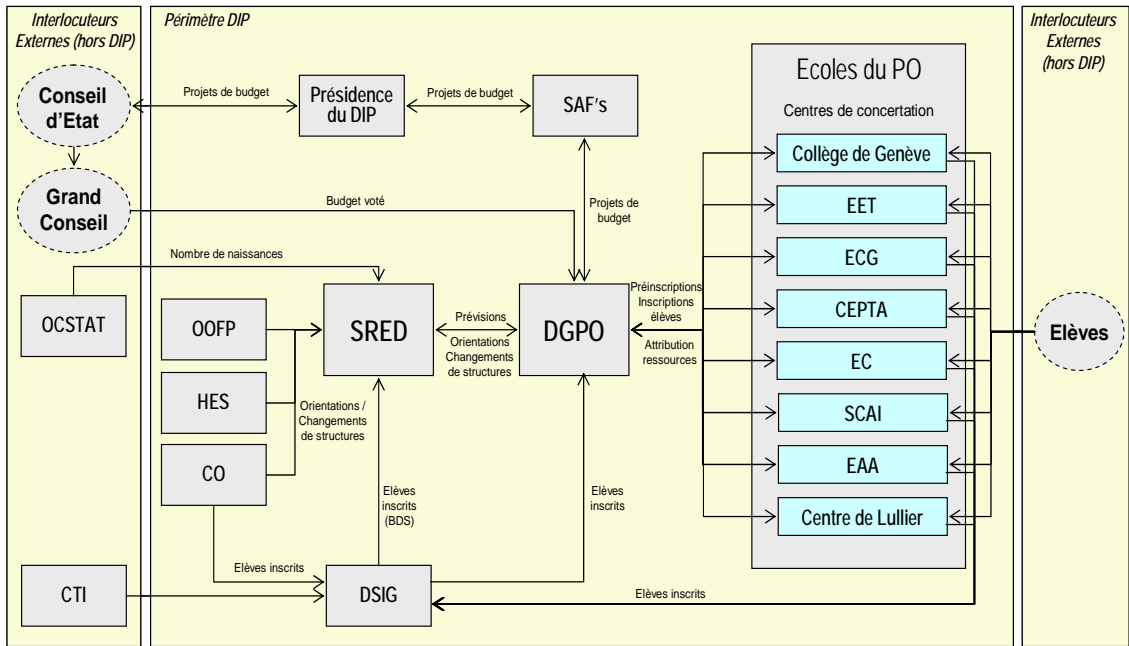 Interlocuteurs
Externes (hors DIP)
Périmètre DIP
Interlocuteurs
Externes
(hors DIP)
Conseil
d'Etat
Projets de budget
Présidence
du DIP
Projets de budget
SAF's
Ecoles du PO
Centres de concertation
Collège de Genève
EET
ECG
CEPTA
EC
SCAI
EAA
Centre de Lullier
Grand
Conseil
Budget voté
Projets de
budget
Nombre de naissances
OCSTAT
OOFP
HES
CO
SRED
Prévisions
Orientations
Changements
de structures
DGPO
Préinscriptions
Inscriptions
élèves
Attribution
ressources
Elèves
Orientations /
Changements
de structures
Elèves
inscrits
(BDS)
Elèves
inscrits
CTI
Elèves inscrits
DSIG
Elèves inscrits